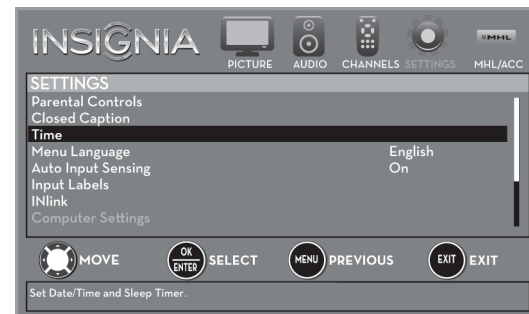 INSIGNIA
PICTURE AUDIO CHANNELS SETTINGS MHL/ACC
MHL
SETTINGS
Parental Controls
Closed Caption
Time
Menu Language English
Auto Input Sensing On
Input Labels
INlink
Computer Settings
MOVE OK ENTER SELECT MENU PREVIOUS EXIT EXIT
Set Date/Time and Sleep Timer.